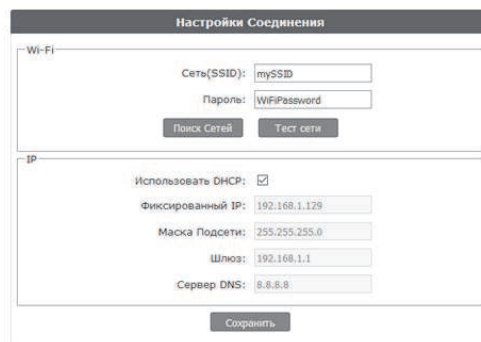 Настройки Соединения
Wi-Fi
Сеть(SSID): mySSID
Пароль: WiFiPassword
Поиск Сетей Тест сети
IP
Использовать DHCP:
Фиксированный IP: 192.168.1.129
Маска Подсети: 255.255.255.0
Шлюз: 192.168.1.1
Сервер DNS: 8.8.8.8
Сохранить